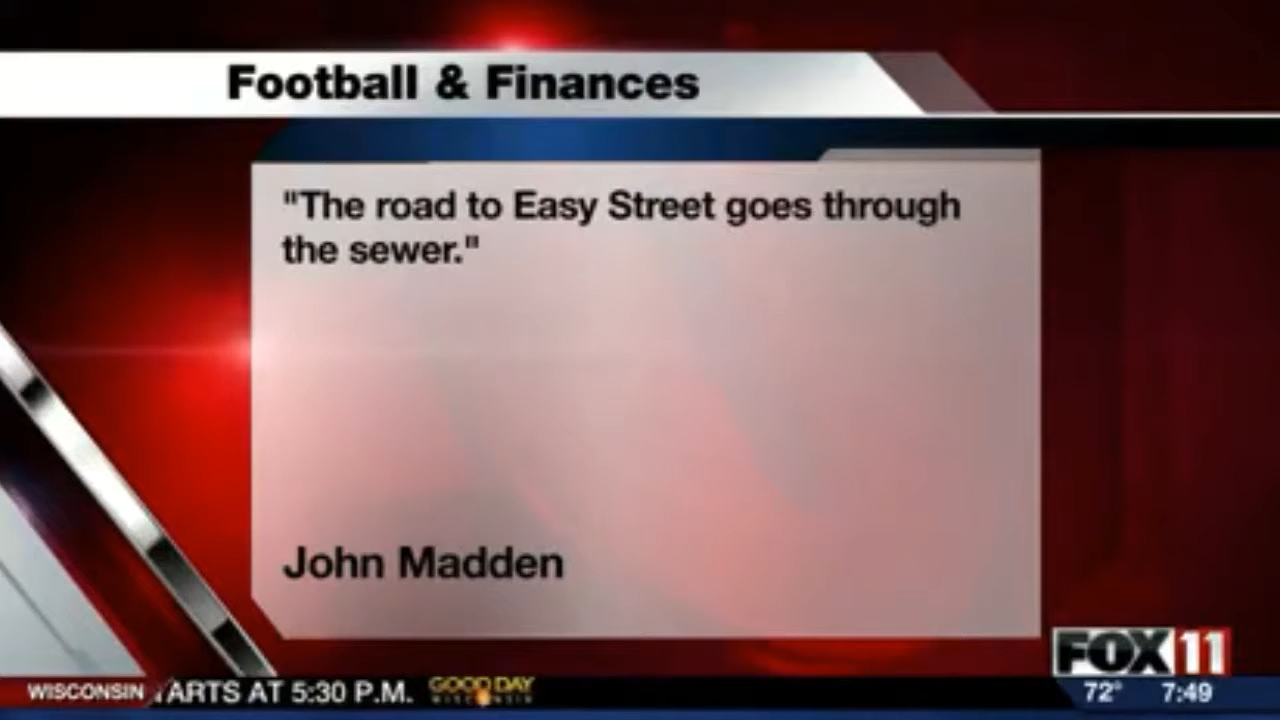 Football & Finances
"The road to Easy Street goes through
the sewer."
John Madden
FOX 11
WISCONSIN ARTS AT 5:30 P.M. GOOD DAY
WISCONSIN
72° 7:49